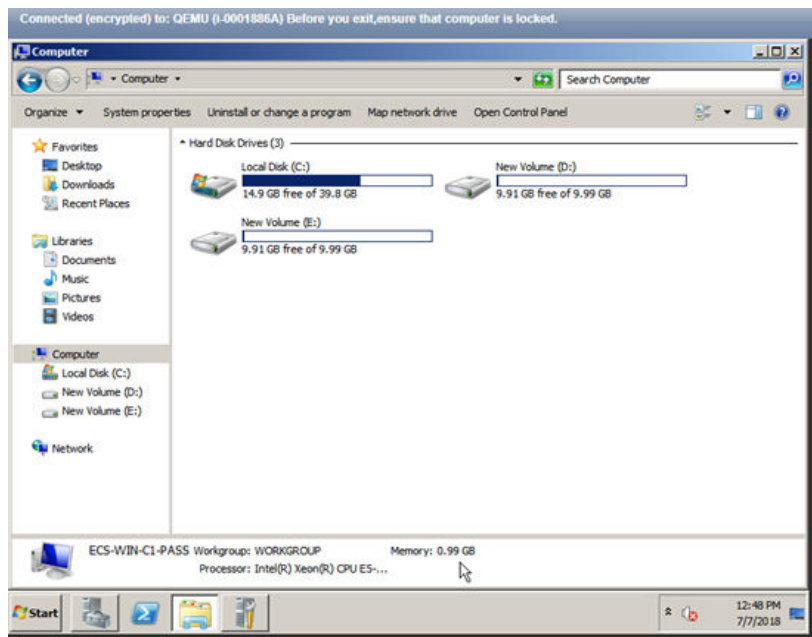 Connected (encrypted) to: QEMU (i-0001886A) Before you exit,ensure that computer is locked.
Computer
Computer
Search Computer
Organize System properties Uninstall or change a program Map network drive Open Control Panel
Favorites
Desktop
Downloads
Recent Places
Libraries
Documents
Music
Pictures
Videos
Computer
Local Disk (C:)
New Volume (D:)
New Volume (E:)
Network
Hard Disk Drives (3)
Local Disk (C:)
14.9 GB free of 39.8 GB
New Volume (D:)
9.91 GB free of 9.99 GB
New Volume (E:)
9.91 GB free of 9.99 GB
ECS-WIN-C1-PASS Workgroup: WORKGROUP Memory: 0.99 GB
Processor: Intel(R) Xeon(R) CPU E5-...
Start
12:48 PM
7/7/2018